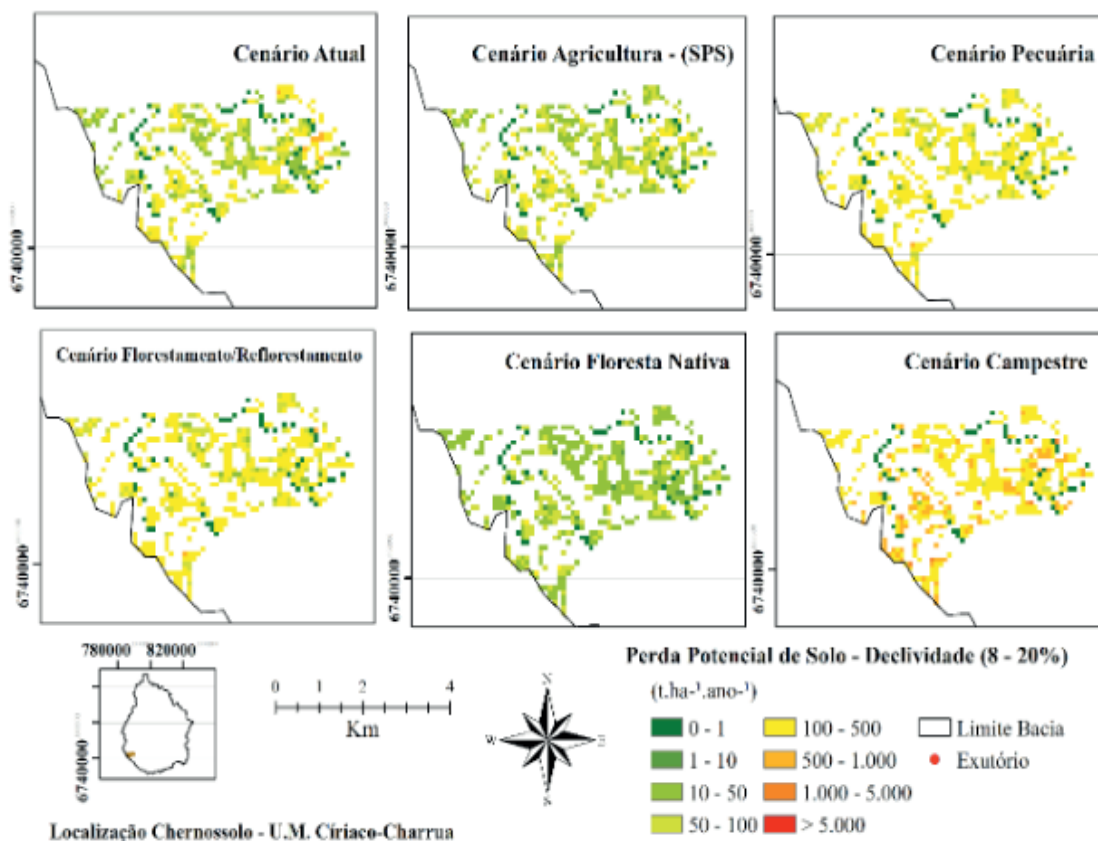 Cenário Atual
Cenário Agricultura - (SPS)
Cenário Pecuária
6740000
6740000
6740000
Cenário Florestamento/Reflorestamento
Cenário Floresta Nativa
Cenário Campestre
6740000
6740000
6740000
780000 820000
6740000
0 1 2 4
Km
N
W E
S
Perda Potencial de Solo - Declividade (8 - 20%)
(t.ha-¹.ano-¹)
0 - 1
1 - 10
10 - 50
50 - 100
100 - 500
500 - 1.000
1.000 - 5.000
> 5.000
Limite Bacia
Exutório
Localização Chernossolo - U.M. Círiaco-Charrua